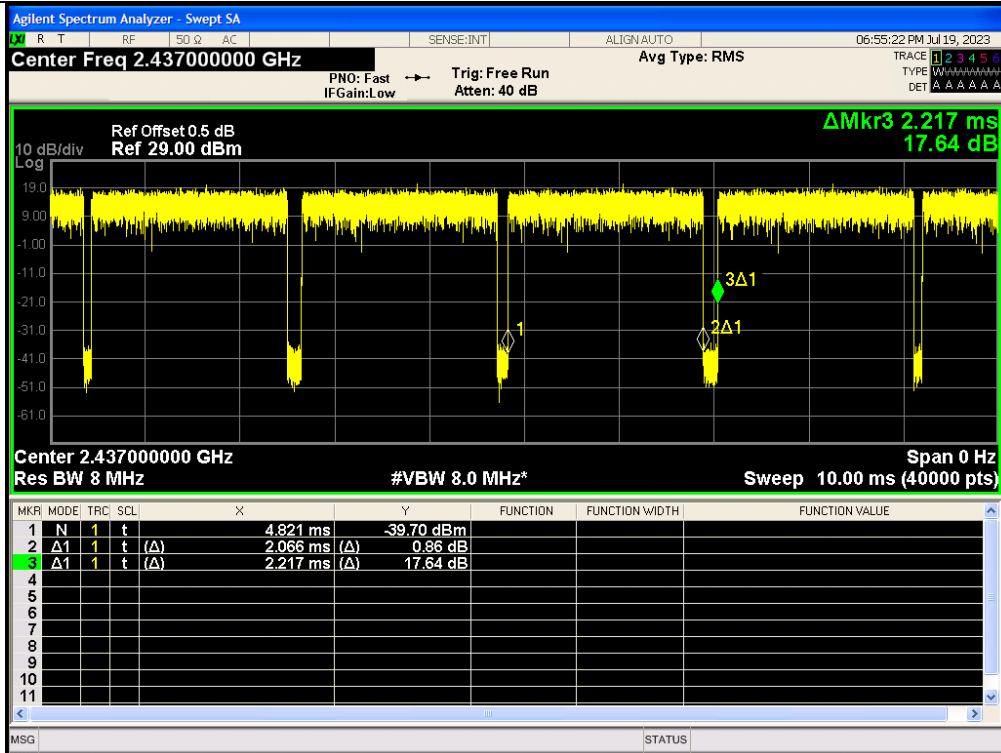 Agilent Spectrum Analyzer - Swept SA
LXI R T RF 50 Ω AC SENSE:INT ALIGN AUTO 06:55:22 PM Jul 19, 2023
Center Freq 2.437000000 GHz Avg Type: RMS TRACE 1 2 3 4 5 6
PNO: Fast Trig: Free Run TYPE WWWWWW
IFGain:Low Atten: 40 dB DET A A A A A A
ΔMkr3 2.217 ms
Ref Offset 0.5 dB
10 dB/div Ref 29.00 dBm 17.64 dB
Log
19.0
9.00
-1.00
-11.0
3Δ1
-21.0
-31.0 1 2Δ1
-41.0
-51.0
-61.0
Center 2.437000000 GHz Span 0 Hz
Res BW 8 MHz #VBW 8.0 MHz* Sweep 10.00 ms (40000 pts)
MKR MODE TRC SCL X Y FUNCTION FUNCTION WIDTH FUNCTION VALUE
1 N 1 t 4.821 ms -39.70 dBm
2 Δ1 1 t (Δ) 2.066 ms (Δ) 0.86 dB
3 Δ1 1 t (Δ) 2.217 ms (Δ) 17.64 dB
4
5
6
7
8
9
10
11
MSG STATUS